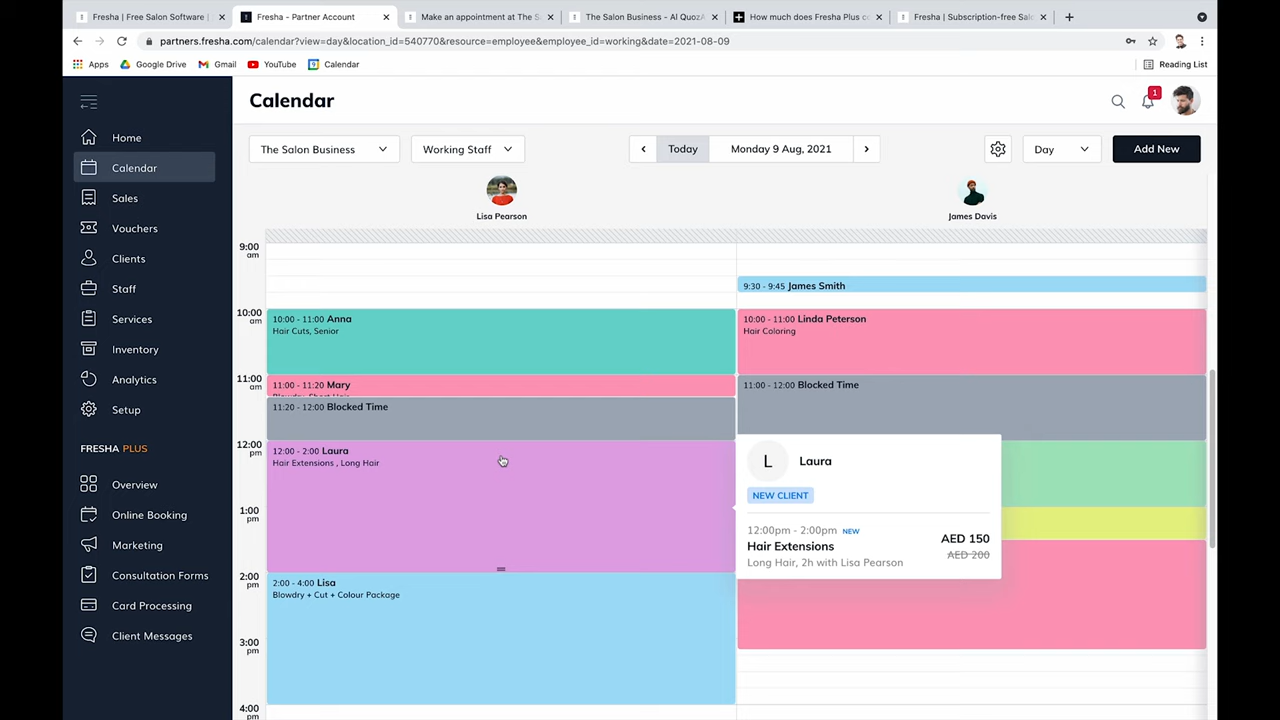 Fresha | Free Salon Software |
Fresha - Partner Account
Make an appointment at The S
The Salon Business - Al QuozA
How much does Fresha Plus c
Fresha | Subscription-free Sal
partners.fresha.com/calendar?view=day&location_id=540770&resource=employee&employee_id=working&date=2021-08-09
Apps
Google Drive
Gmail
YouTube
Calendar
Reading List
Calendar
1
Home
Calendar
Sales
Vouchers
Clients
Staff
Services
Inventory
Analytics
Setup
FRESHA PLUS
Overview
Online Booking
Marketing
Consultation Forms
Card Processing
Client Messages
The Salon Business
Working Staff
Today
Monday 9 Aug, 2021
Day
Add New
Lisa Pearson
James Davis
9:00
am
10:00
am
11:00
am
12:00
pm
1:00
pm
2:00
pm
3:00
pm
4:00
10:00 - 11:00 Anna
Hair Cuts, Senior
11:00 - 11:20 Mary
Blowdry, Short Hair
11:20 - 12:00 Blocked Time
12:00 - 2:00 Laura
Hair Extensions , Long Hair
2:00 - 4:00 Lisa
Blowdry + Cut + Colour Package
9:30 - 9:45 James Smith
10:00 - 11:00 Linda Peterson
Hair Coloring
11:00 - 12:00 Blocked Time
L
Laura
NEW CLIENT
12:00pm - 2:00pm NEW
Hair Extensions
Long Hair, 2h with Lisa Pearson
AED 150
AED 200